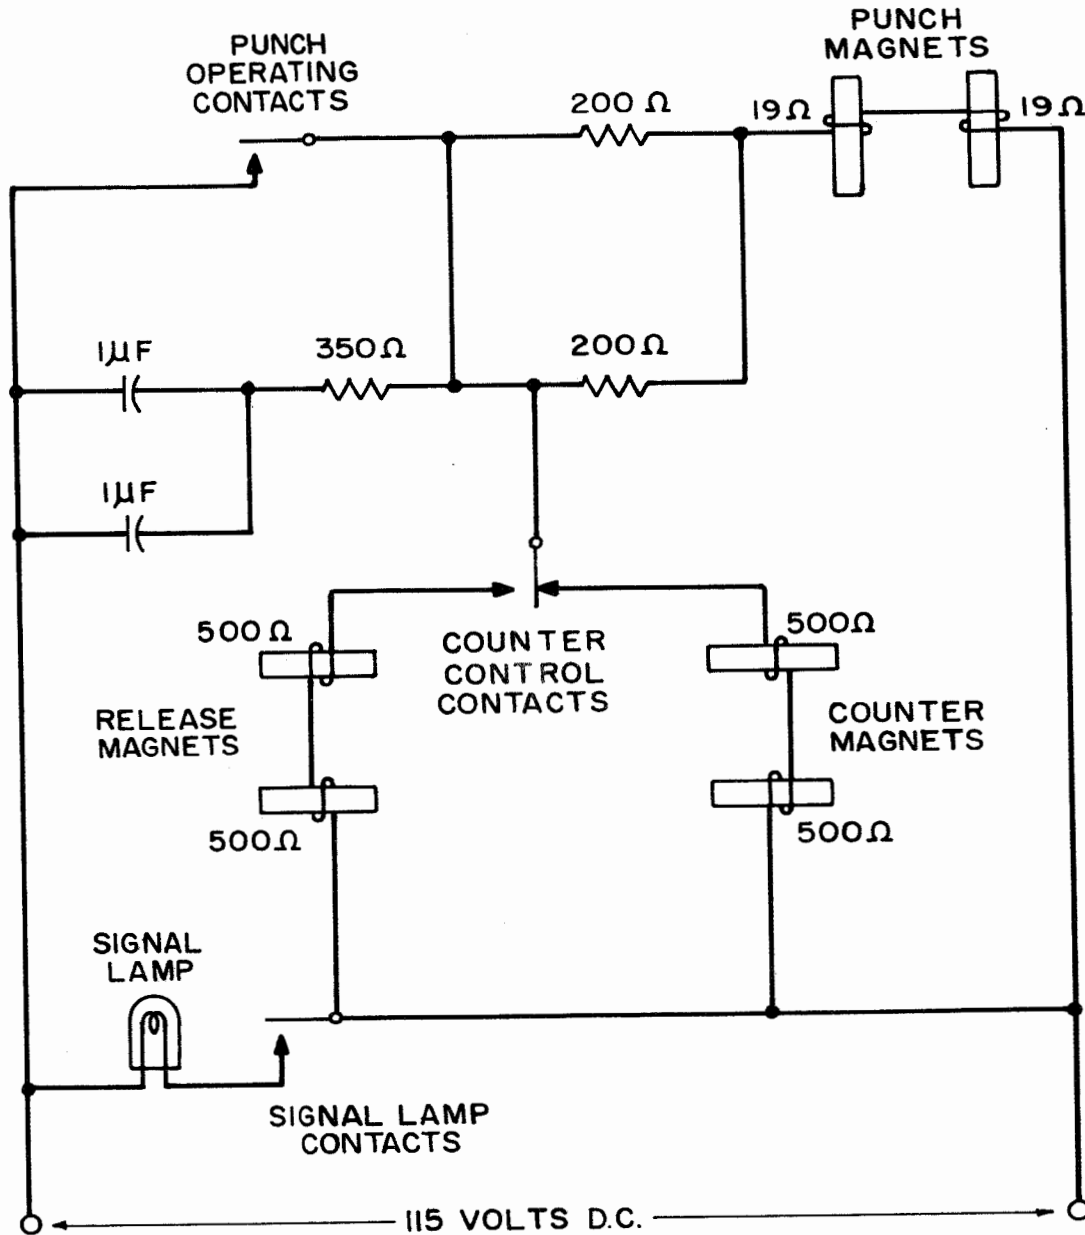 PUNCH
MAGNETS
PUNCH
OPERATING
CONTACTS
200 Ω
19Ω
19Ω
1μF
350Ω
200Ω
1μF
500Ω
COUNTER
CONTROL
CONTACTS
500Ω
RELEASE
MAGNETS
COUNTER
MAGNETS
500Ω
500Ω
SIGNAL
LAMP
SIGNAL LAMP
CONTACTS
115 VOLTS D.C.